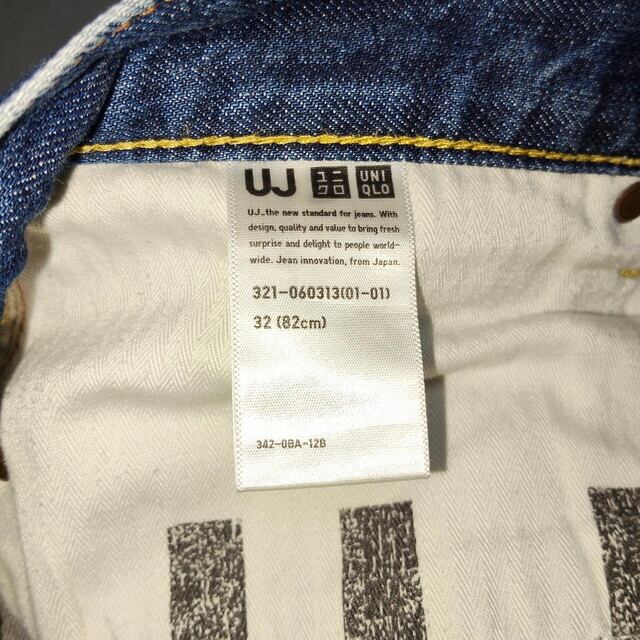 UJ ユニクロ UNIQLO
UJ_the new standard for jeans. With
design, quality and value to bring fresh
surprise and delight to people world-
wide. Jean innovation, from Japan.
321-060313(01-01)
32 (82cm)
342-0BA-12B